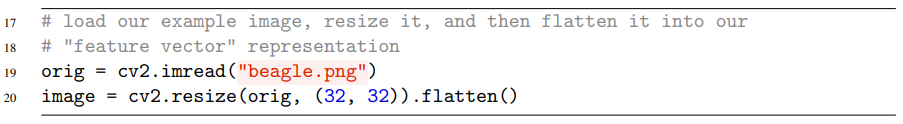 17 # load our example image, resize it, and then flatten it into our
18 # "feature vector" representation
19 orig = cv2.imread("beagle.png")
20 image = cv2.resize(orig, (32, 32)).flatten()